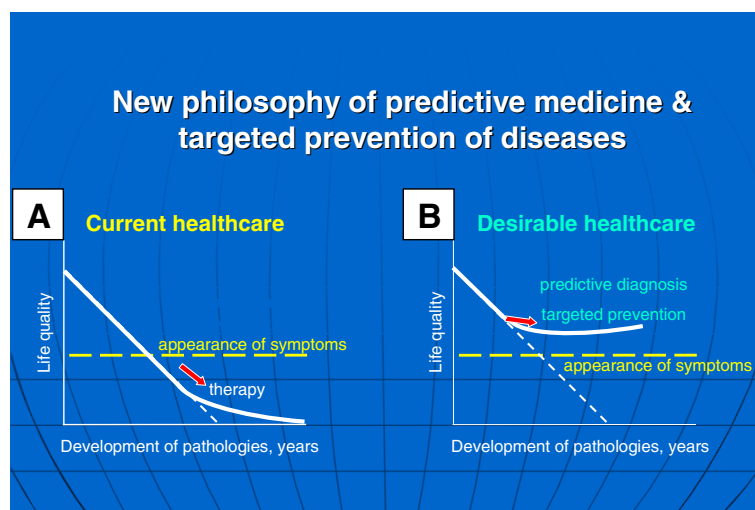 New philosophy of predictive medicine &
targeted prevention of diseases
A
Current healthcare
Life quality
appearance of symptoms
therapy
Development of pathologies, years
B
Desirable healthcare
Life quality
predictive diagnosis
targeted prevention
appearance of symptoms
Development of pathologies, years